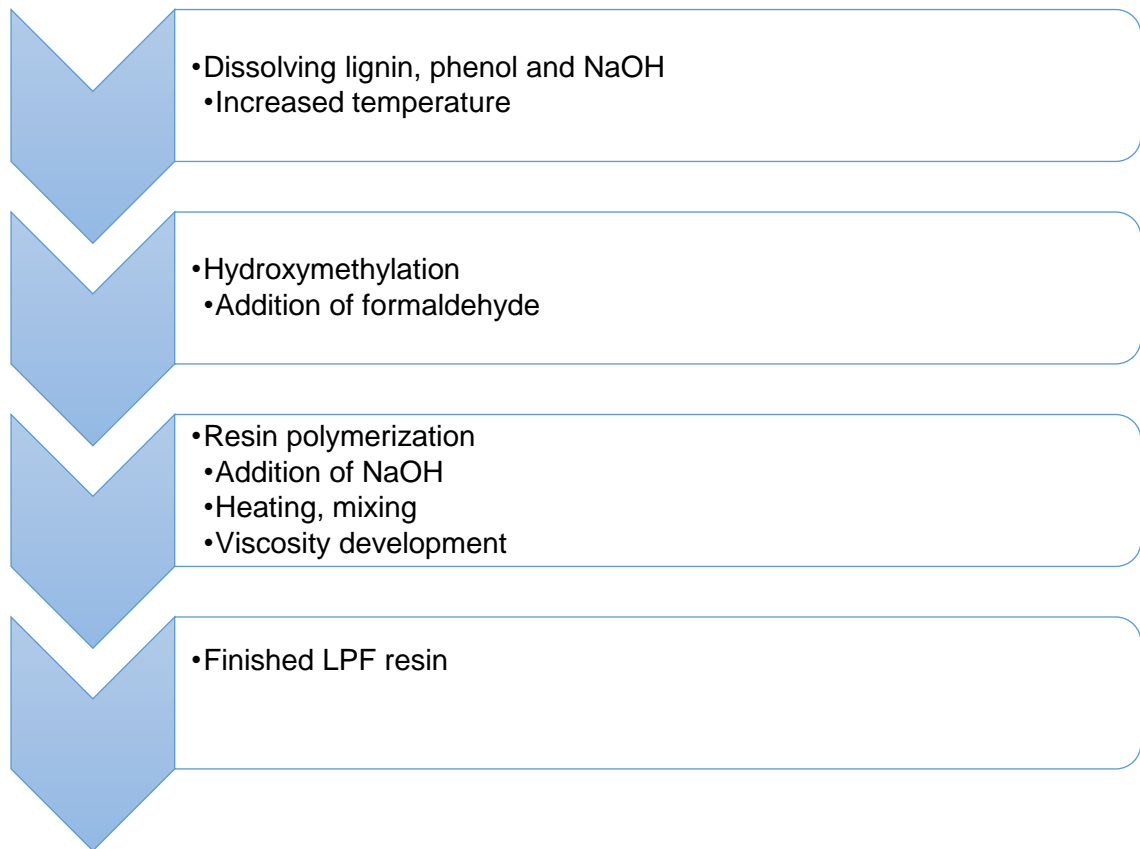 •Dissolving lignin, phenol and NaOH
•Increased temperature
•Hydroxymethylation
•Addition of formaldehyde
•Resin polymerization
•Addition of NaOH
•Heating, mixing
•Viscosity development
•Finished LPF resin